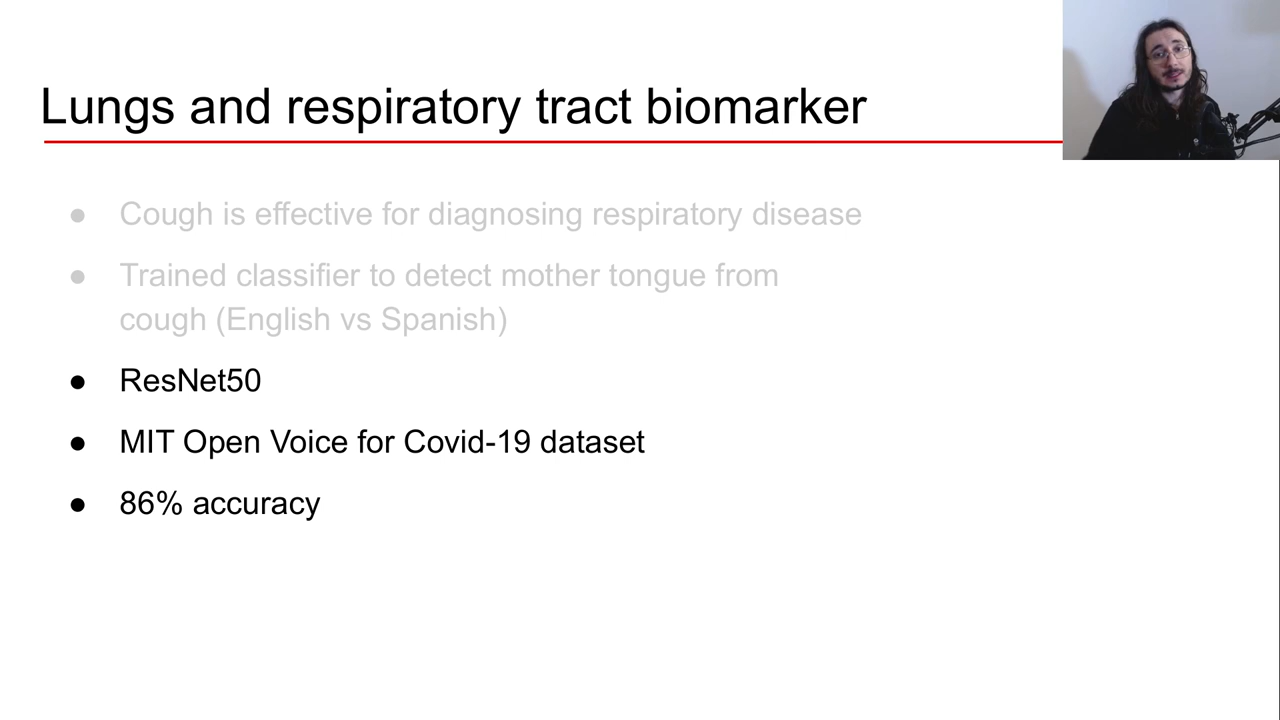 Lungs and respiratory tract biomarker
● Cough is effective for diagnosing respiratory disease
● Trained classifier to detect mother tongue from
cough (English vs Spanish)
● ResNet50
● MIT Open Voice for Covid-19 dataset
● 86% accuracy